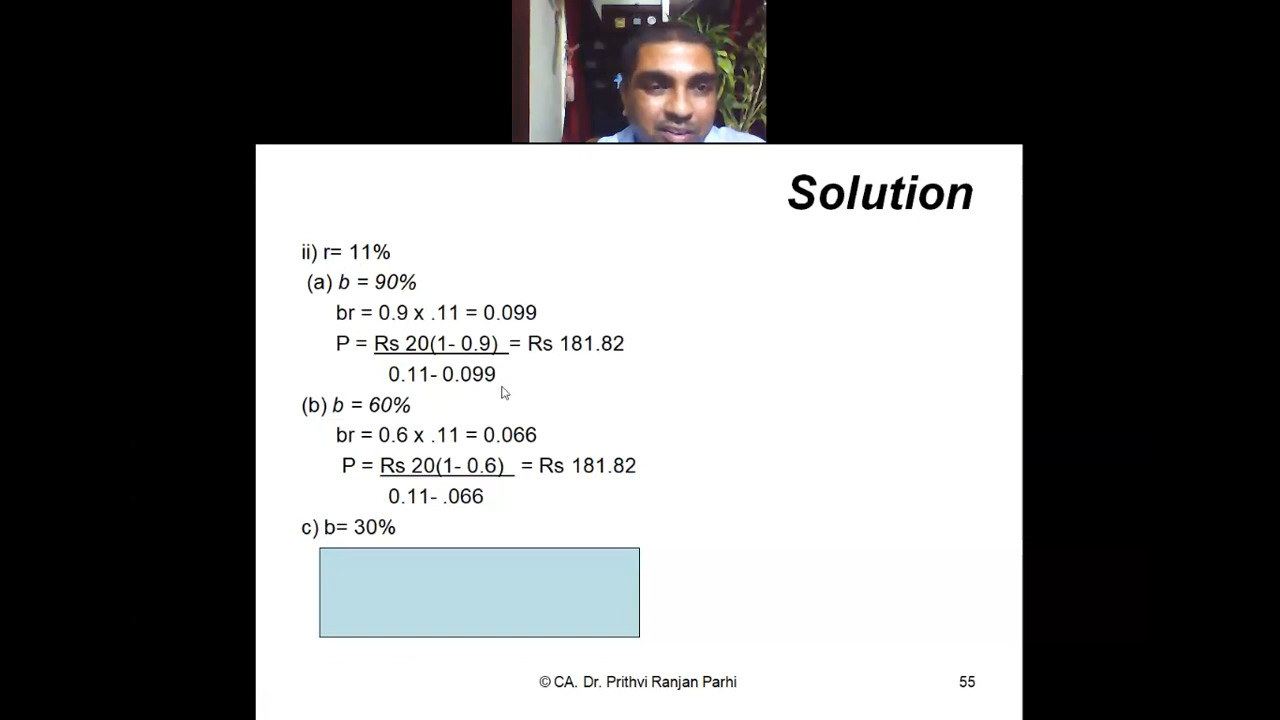 Solution
ii) r= 11%
(a) b = 90%
br = 0.9 x .11 = 0.099
P = Rs 20(1- 0.9) = Rs 181.82
0.11- 0.099
(b) b = 60%
br = 0.6 x .11 = 0.066
P = Rs 20(1- 0.6) = Rs 181.82
0.11- .066
c) b= 30%
© CA. Dr. Prithvi Ranjan Parhi
55